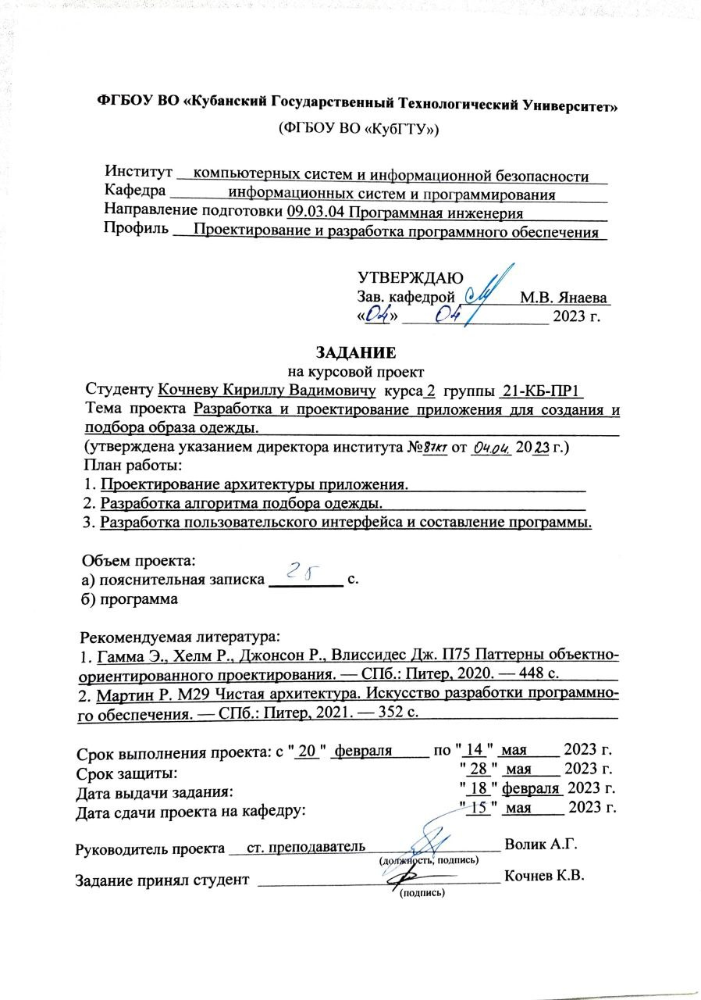 ФГБОУ ВО «Кубанский Государственный Технологический Университет»
(ФГБОУ ВО «КубГТУ»)
Институт компьютерных систем и информационной безопасности
Кафедра информационных систем и программирования
Направление подготовки 09.03.04 Программная инженерия
Профиль Проектирование и разработка программного обеспечения
УТВЕРЖДАЮ
Зав. кафедрой М.В. Янаева
«04» 04 2023 г.
ЗАДАНИЕ
на курсовой проект
Студенту Кочневу Кириллу Вадимовичу курса 2 группы 21-КБ-ПР1
Тема проекта Разработка и проектирование приложения для создания и
подбора образа одежды.
(утверждена указанием директора института №87кт от 04.04. 2023 г.)
План работы:
1. Проектирование архитектуры приложения.
2. Разработка алгоритма подбора одежды.
3. Разработка пользовательского интерфейса и составление программы.
Объем проекта:
а) пояснительная записка 25 с.
б) программа
Рекомендуемая литература:
1. Гамма Э., Хелм Р., Джонсон Р., Влиссидес Дж. П75 Паттерны объектно-
ориентированного проектирования. — СПб.: Питер, 2020. — 448 с.
2. Мартин Р. М29 Чистая архитектура. Искусство разработки программно-
го обеспечения. — СПб.: Питер, 2021. — 352 с.
Срок выполнения проекта: с "20" февраля по "14" мая 2023 г.
Срок защиты: "28" мая 2023 г.
Дата выдачи задания: "18" февраля 2023 г.
Дата сдачи проекта на кафедру: "15" мая 2023 г.
Руководитель проекта ст. преподаватель Волик А.Г.
(должность, подпись)
Задание принял студент Кочнев К.В.
(подпись)